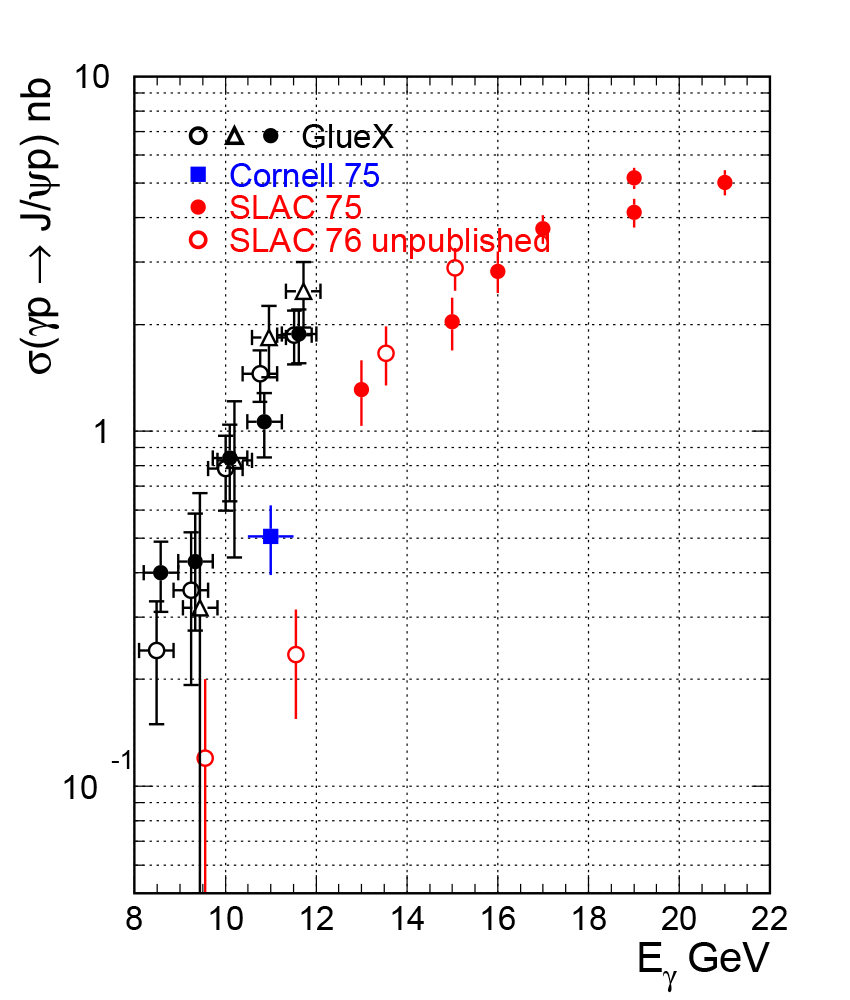 σ(γp → J/ψp) nb
10
GlueX
Cornell 75
SLAC 75
SLAC 76 unpublished
1
10 -1
8 10 12 14 16 18 20 22
Eγ GeV